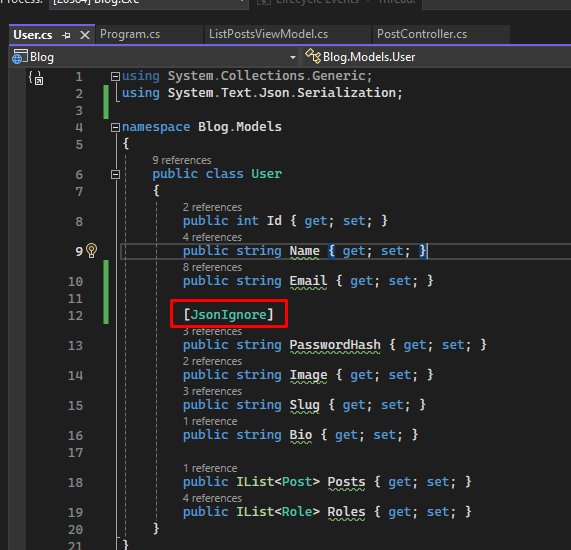 Process: [20364] Blog.exe Lifecycle Events Thread:
User.cs Program.cs ListPostsViewModel.cs PostController.cs
Blog Blog.Models.User
1 using System.Collections.Generic;
2 using System.Text.Json.Serialization;
3
4 namespace Blog.Models
5 {
9 references
6 public class User
7 {
2 references
8 public int Id { get; set; }
4 references
9 public string Name { get; set; }
8 references
10 public string Email { get; set; }
11
12 [JsonIgnore]
3 references
13 public string PasswordHash { get; set; }
2 references
14 public string Image { get; set; }
3 references
15 public string Slug { get; set; }
1 reference
16 public string Bio { get; set; }
17
1 reference
18 public IList<Post> Posts { get; set; }
4 references
19 public IList<Role> Roles { get; set; }
20 }
21 }